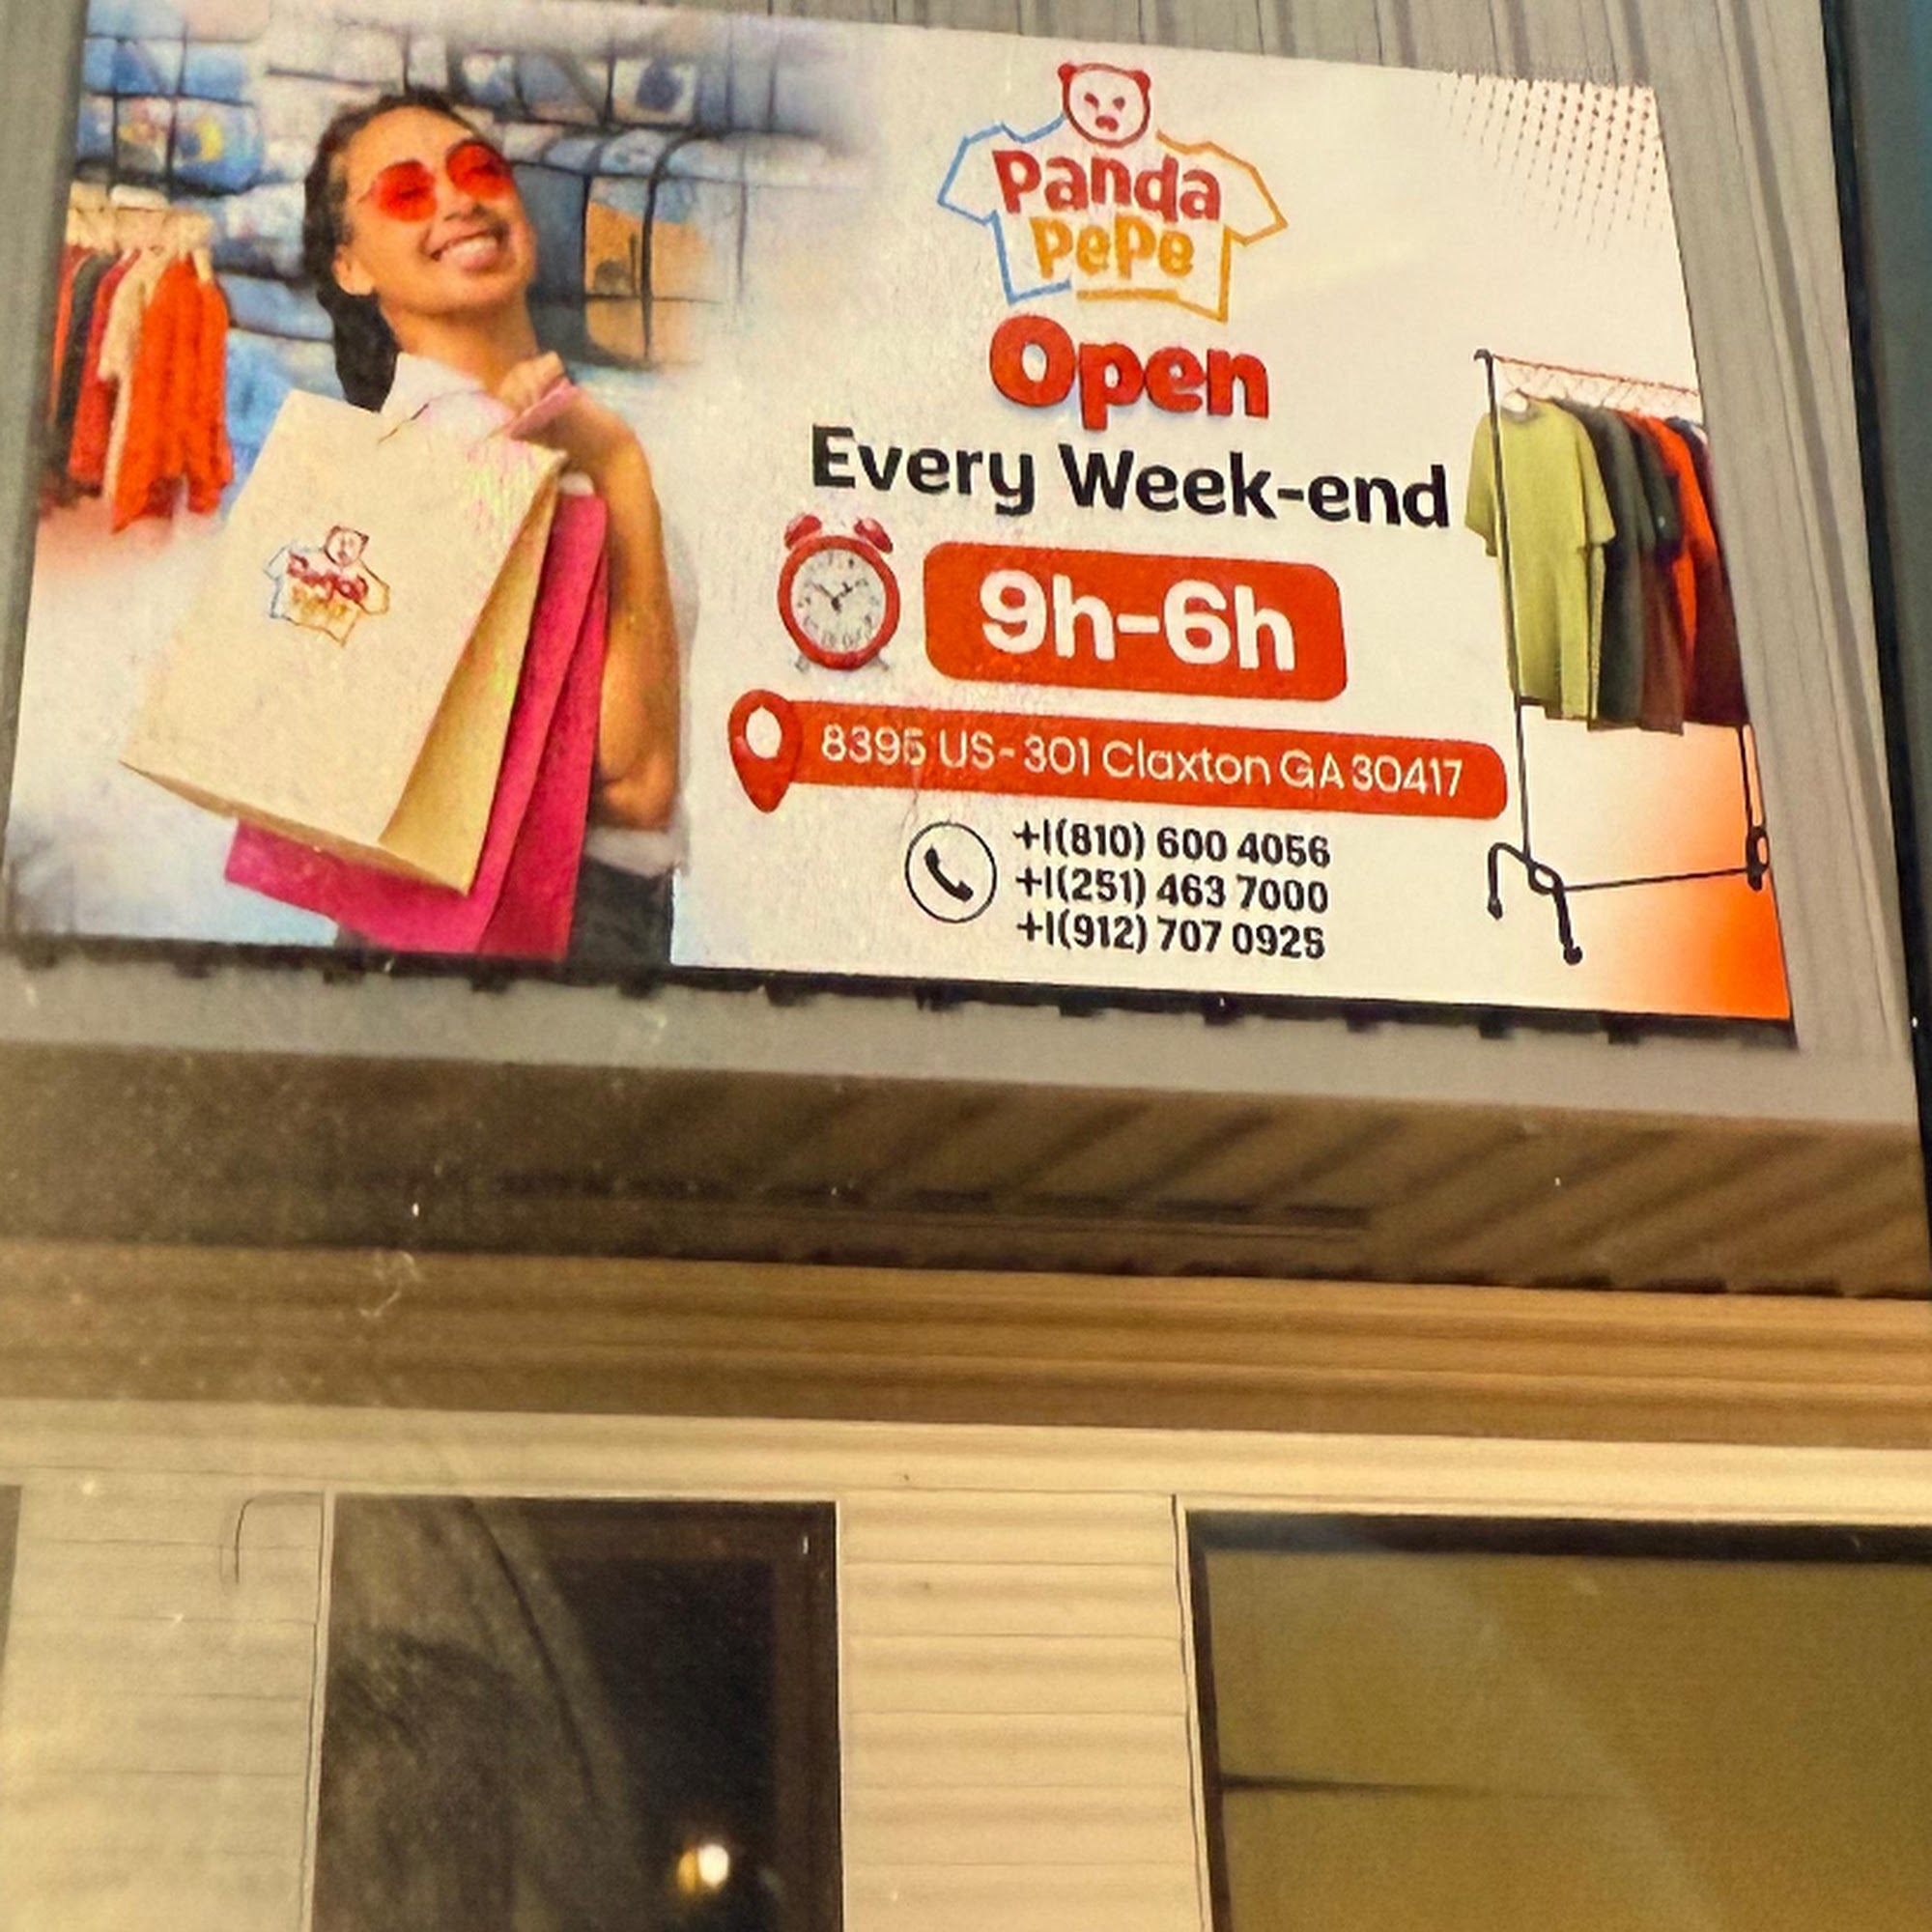 Panda
PePe
Open
Every Week-end
9h-6h
8395 US-301 Claxton GA 30417
+1(810) 600 4056
+1(251) 463 7000
+1(912) 707 0925